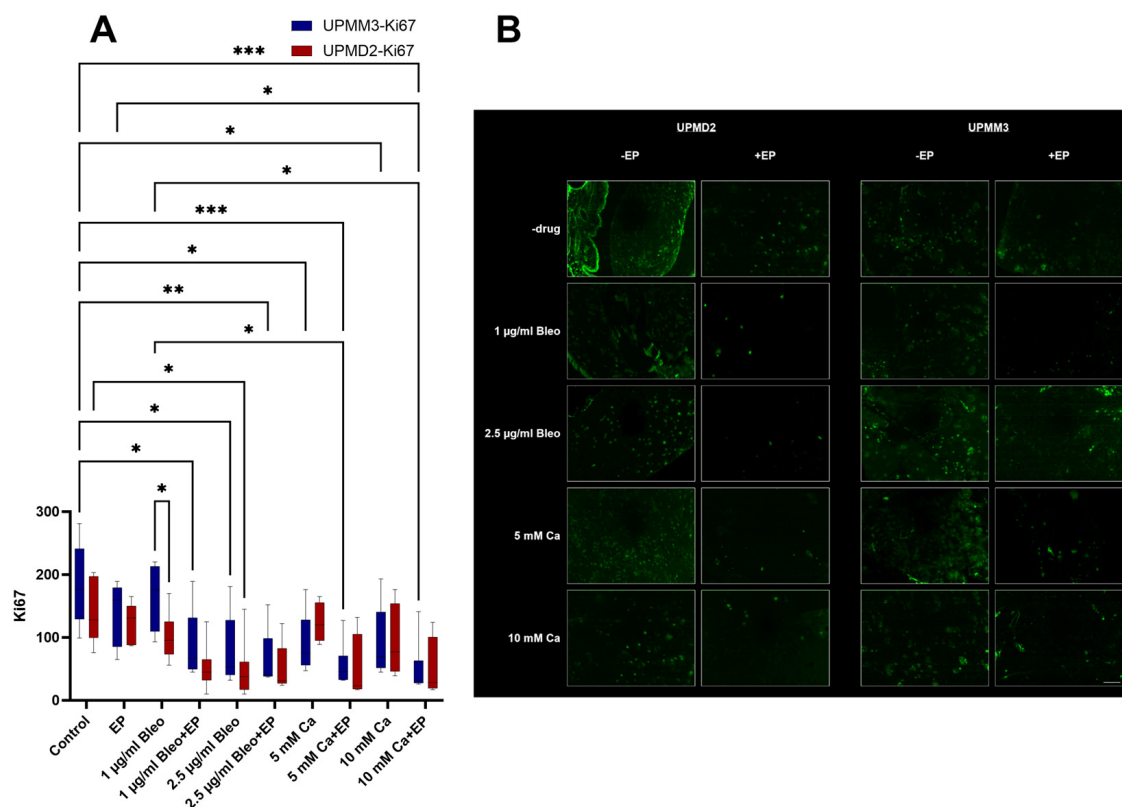 A
UPMM3-Ki67
UPMD2-Ki67
***
*
*
*
***
*
**
*
*
*
*
*
Ki67
300
200
100
0
Control
EP
1 µg/ml Bleo
1 µg/ml Bleo+EP
2.5 µg/ml Bleo
2.5 µg/ml Bleo+EP
5 mM Ca
5 mM Ca+EP
10 mM Ca
10 mM Ca+EP
B
UPMD2 UPMM3
-EP +EP -EP +EP
-drug
1 µg/ml Bleo
2.5 µg/ml Bleo
5 mM Ca
10 mM Ca